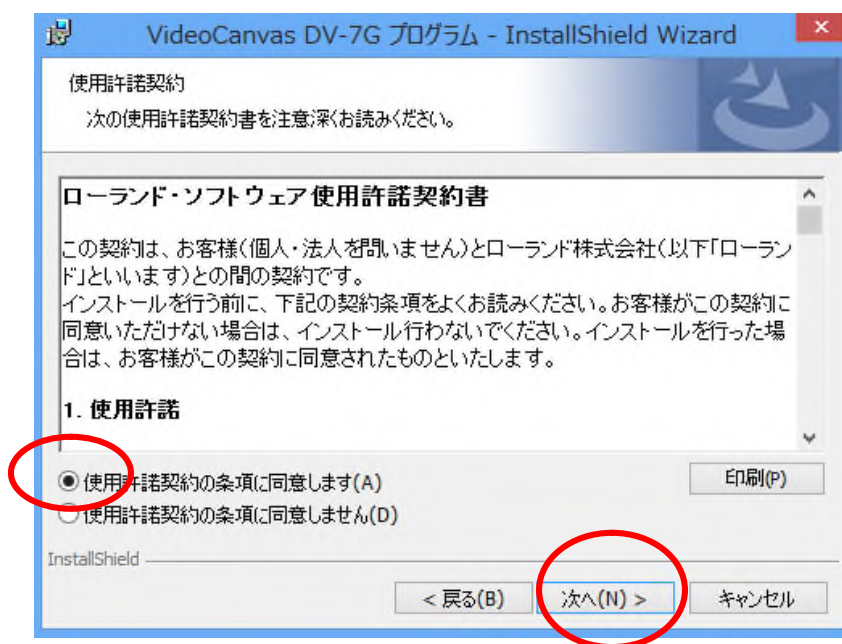 VideoCanvas DV-7G プログラム - InstallShield Wizard
使用許諾契約
次の使用許諾契約書を注意深くお読みください。
ローランド・ソフトウェア使用許諾契約書
この契約は、お客様(個人・法人を問いません)とローランド株式会社(以下「ローラン
ド」といいます)との間の契約です。
インストールを行う前に、下記の契約条項をよくお読みください。お客様がこの契約に
同意いただけない場合は、インストール行わないでください。インストールを行った場
合は、お客様がこの契約に同意されたものといたします。
1. 使用許諾
使用許諾契約の条項に同意します(A)
印刷(P)
使用許諾契約の条項に同意しません(D)
InstallShield
< 戻る(B)
次へ(N) >
キャンセル